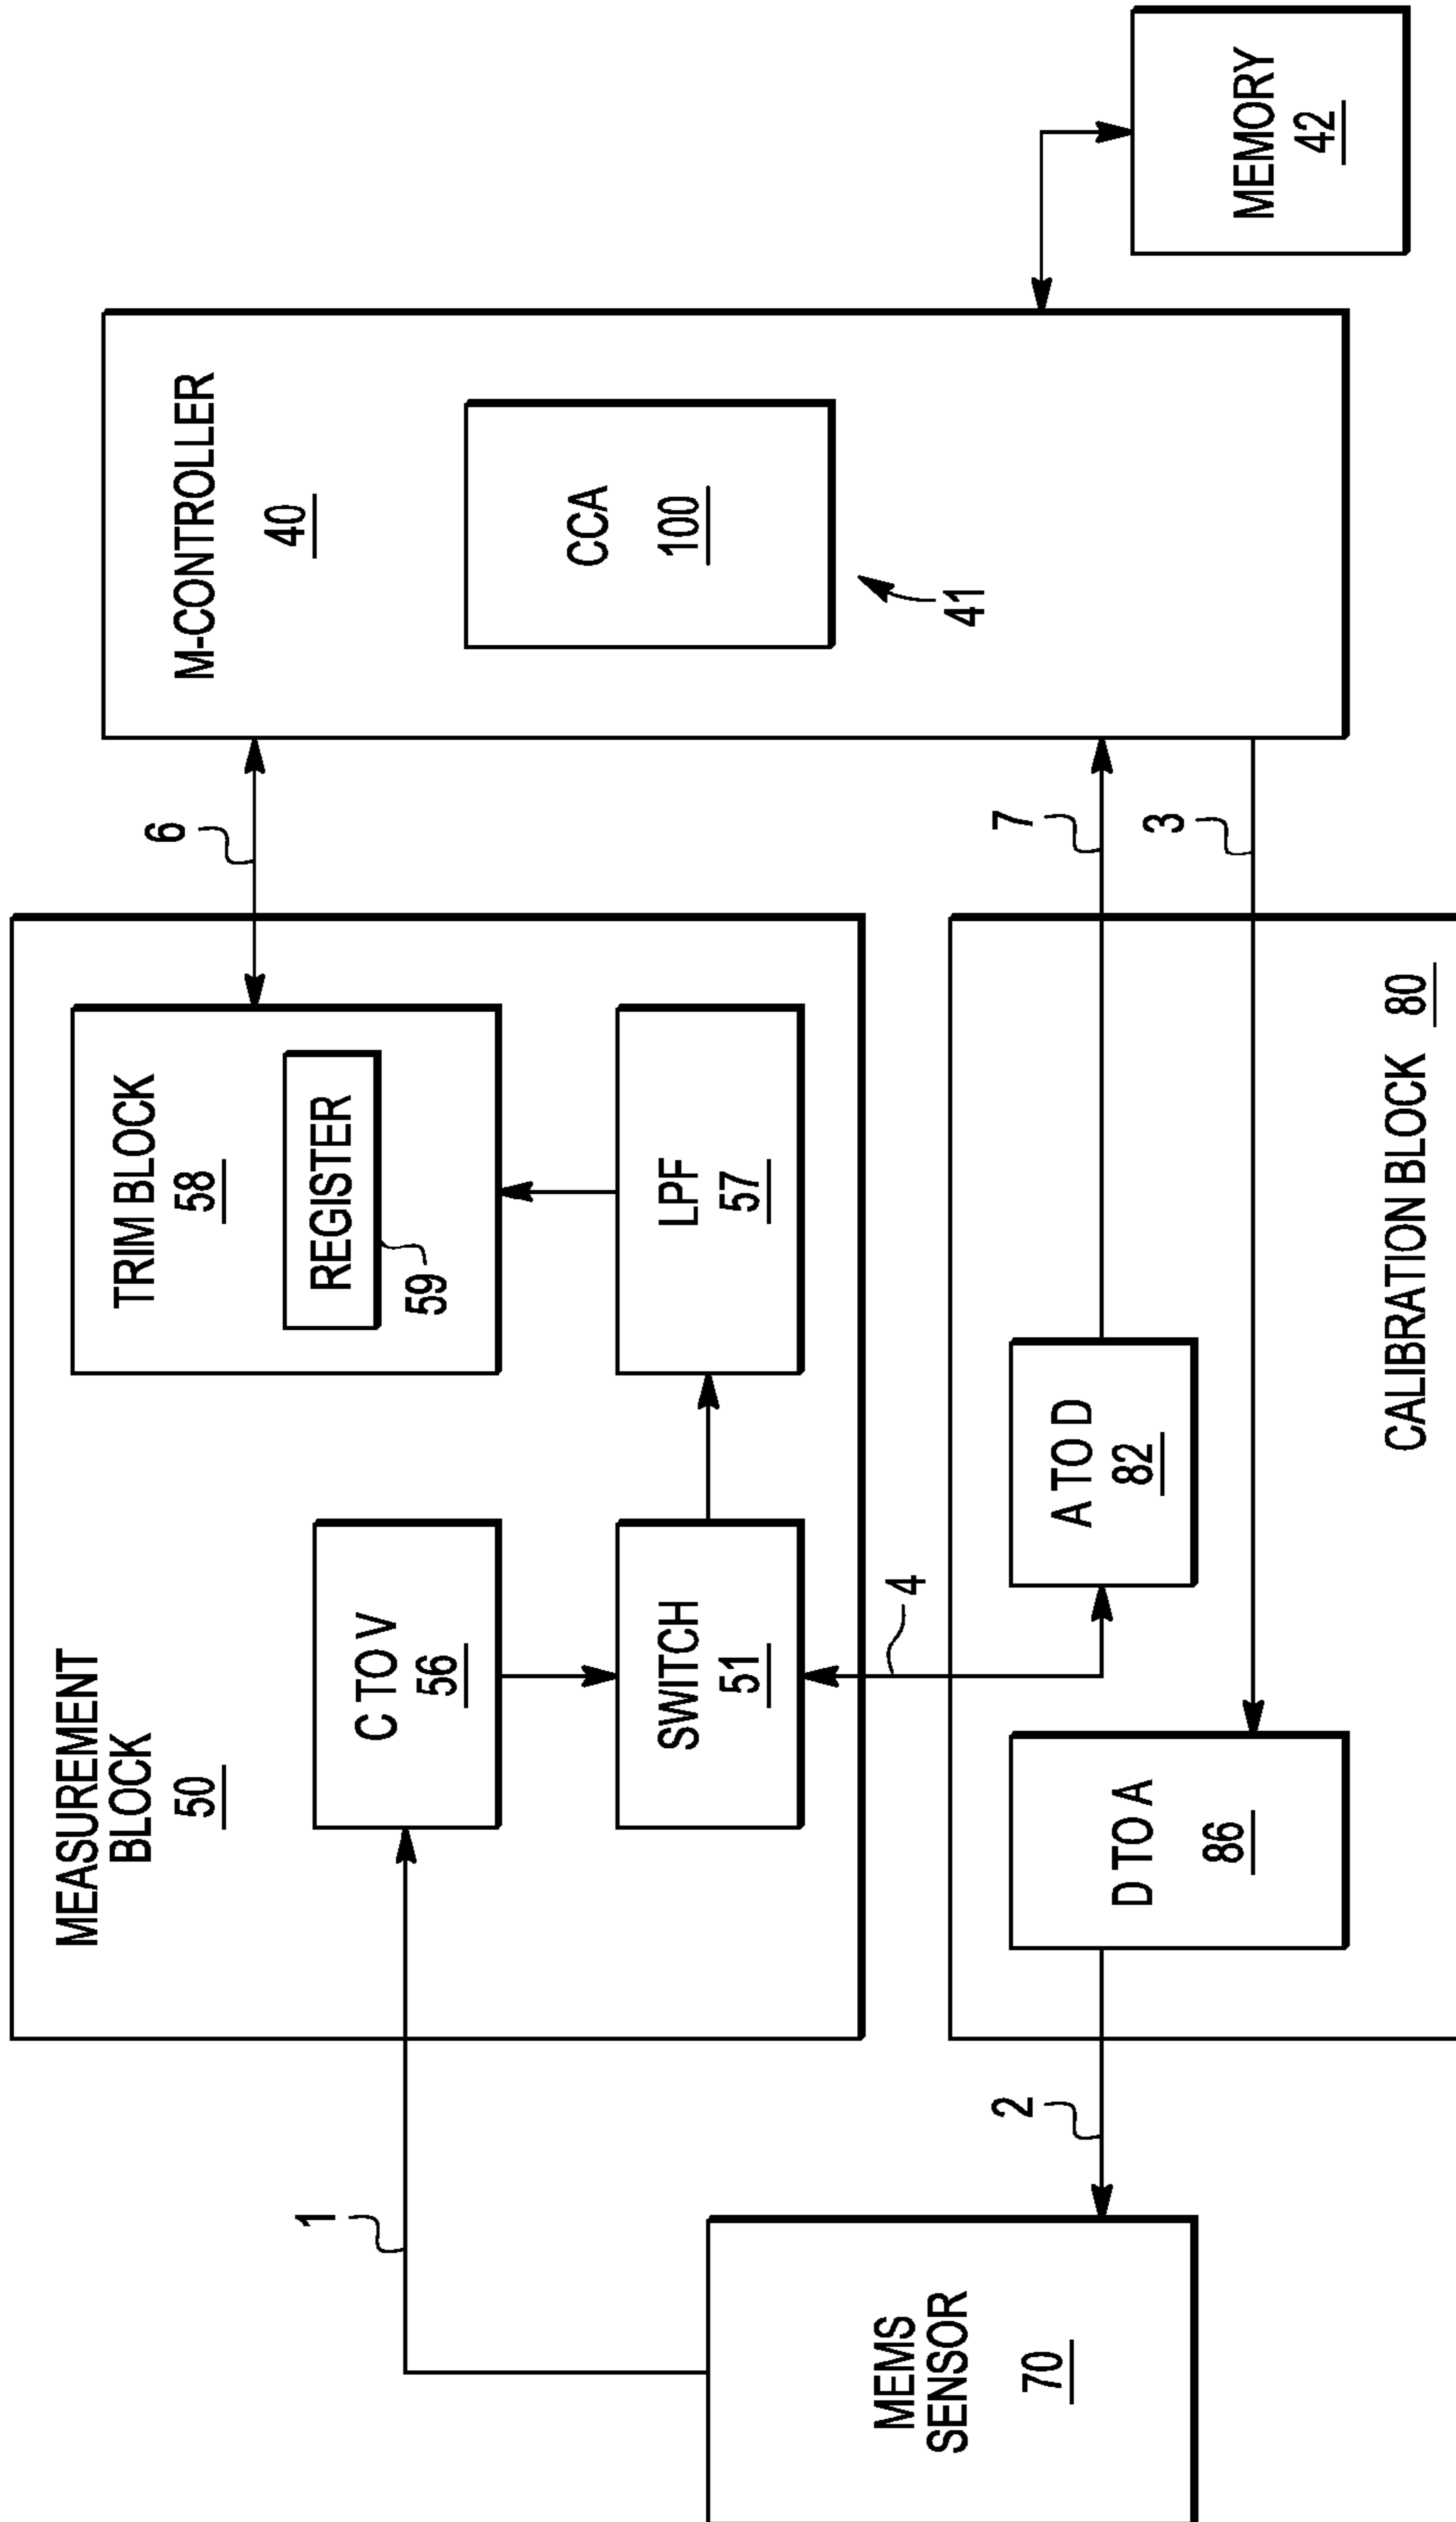 MEASUREMENT
BLOCK
50
C TO V
56
SWITCH
51
TRIM BLOCK
58
REGISTER
59
LPF
57
6
M-CONTROLLER
40
CCA
100
41
MEMORY
42
1
MEMS
SENSOR
70
2
D TO A
86
4
A TO D
82
7
3
CALIBRATION BLOCK 80